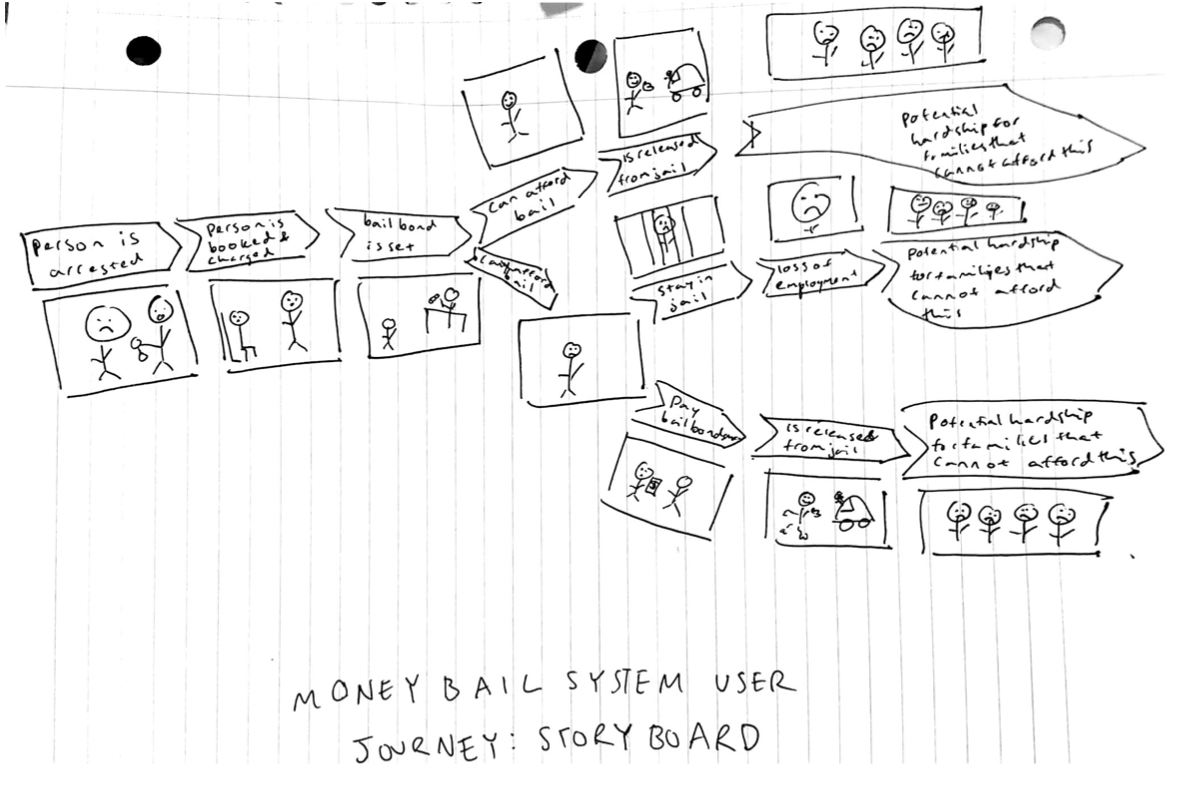 person is
arrested
person is
booked &
charged
bail bond
is set
can afford
bail
is released
from jail
potential
hardship for
families that
cannot afford this
can't afford
bail
stay in
jail
loss of
employment
potential hardship
for families that
cannot afford
this
Pay
is released
from jail
Potential hardship
for families that
cannot afford this
MONEY BAIL SYSTEM USER
JOURNEY: STORY BOARD